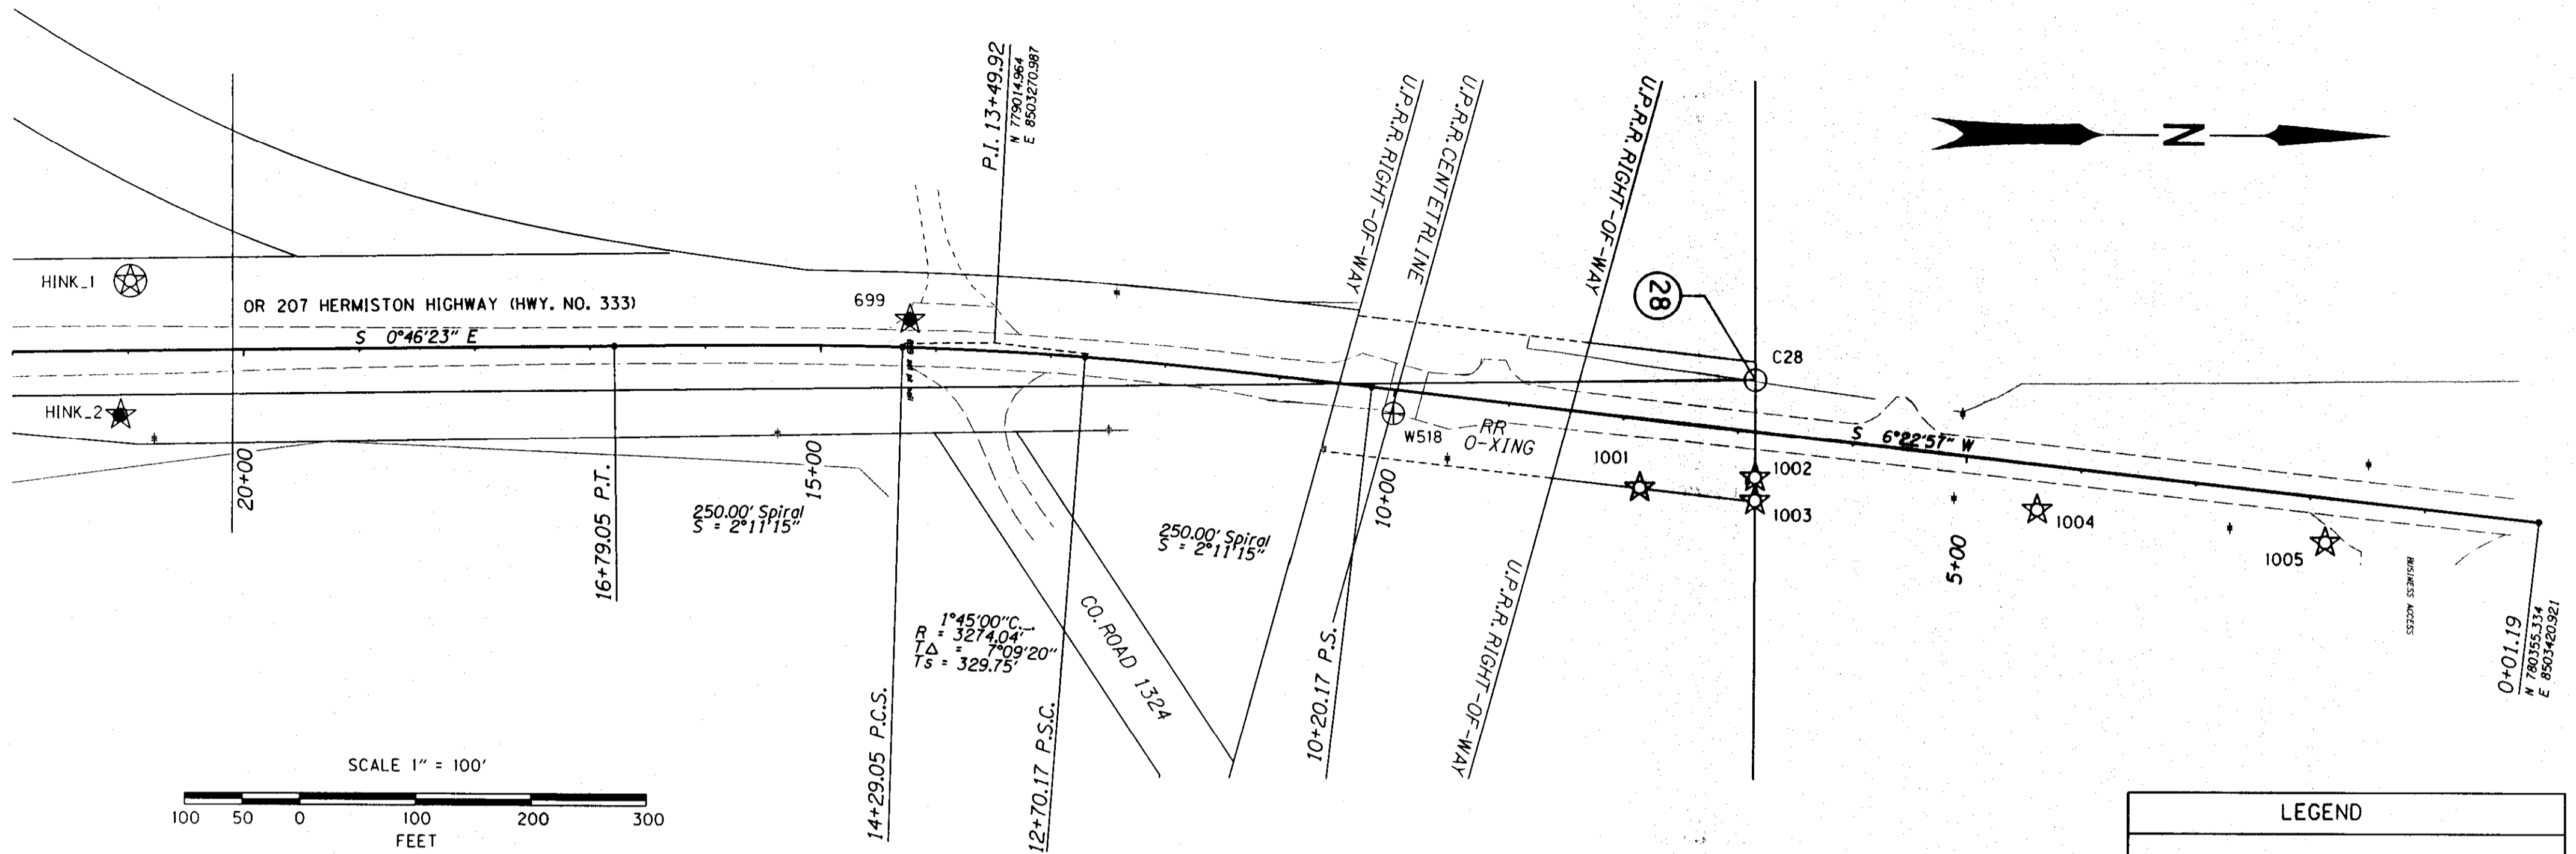 P.I. 13+49.92
N 779014.964
E 8503270.987
U.P.R.R.RIGHT-OF-WAY
U.P.R.R.CENTETRLINE
U.P.R.R.RIGHT-OF-WAY
N
28
HINK_1
OR 207 HERMISTON HIGHWAY (HWY. NO. 333)
699
S 0°46'23" E
C28
HINK_2
W518
RR
O-XING
S 6°22'57" W
1001
1002
1003
1004
1005
20+00
15+00
10+00
5+00
16+79.05 P.T.
250.00' Spiral
S = 2°11'15"
250.00' Spiral
S = 2°11'15"
1°45'00"C.
R = 3274.04'
T△ = 7°09'20"
Ts = 329.75'
CO. ROAD 1324
14+29.05 P.C.S.
12+70.17 P.S.C.
10+20.17 P.S.
U.P.R.R.RIGHT-OF-WAY
BUSINESS ACCESS
0+01.19
N 780355.334
E 8503420.921
SCALE 1" = 100'
100 50 0 100 200 300
FEET
LEGEND